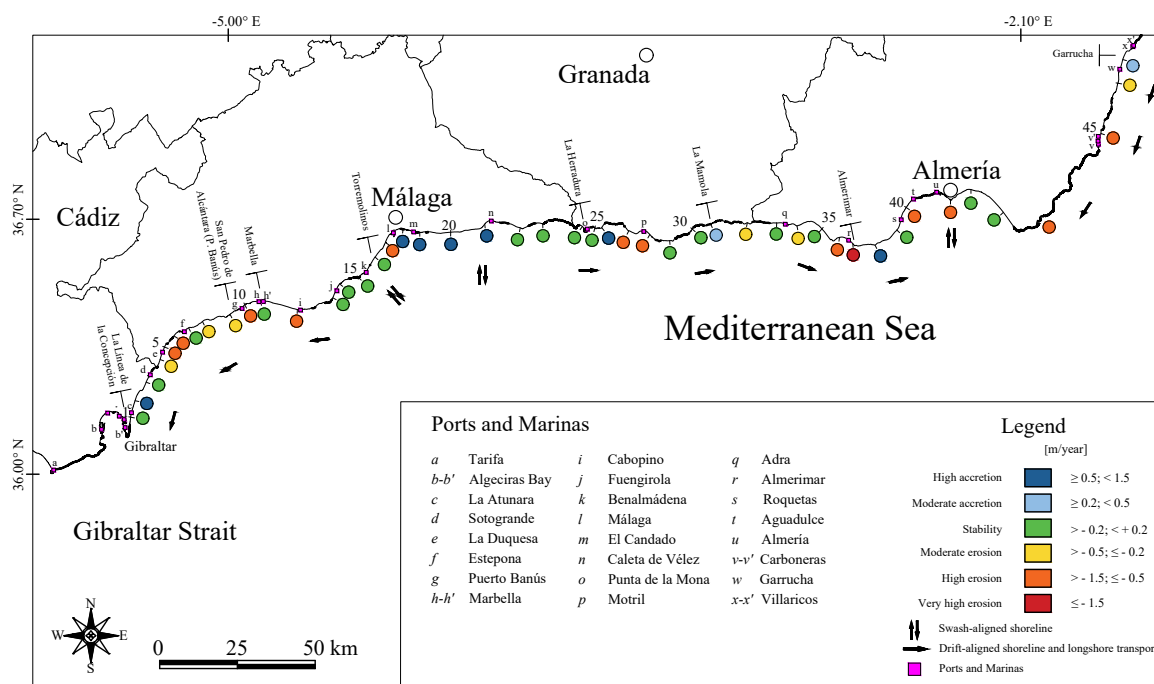 -5.00° E
-2.10° E
36.70° N
36.00° N
Granada
Garrucha
x'
x
w
45
v'
v
La Herradura
La Mamola
Almerimar
Almería
Torremolinos
Málaga
Cádiz
San Pedro de
Alcántara (P. Banús)
Marbella
La Línea de
la Concepción
l
m
20
n
o
25
p
30
q
35
r
s
40
t
u
15
k
j
i
10
g
h
h'
f
5
e
d
c
b
b'
a
Gibraltar
Mediterranean Sea
Gibraltar Strait
N
W
E
S
0
25
50 km
Ports and Marinas
a Tarifa
b-b' Algeciras Bay
c La Atunara
d Sotogrande
e La Duquesa
f Estepona
g Puerto Banús
h-h' Marbella
i Cabopino
j Fuengirola
k Benalmádena
l Málaga
m El Candado
n Caleta de Vélez
o Punta de la Mona
p Motril
q Adra
r Almerimar
s Roquetas
t Aguadulce
u Almería
v-v' Carboneras
w Garrucha
x-x' Villaricos
Legend
[m/year]
High accretion ≥ 0.5; < 1.5
Moderate accretion ≥ 0.2; < 0.5
Stability > - 0.2; < + 0.2
Moderate erosion > - 0.5; ≤ - 0.2
High erosion > - 1.5; ≤ - 0.5
Very high erosion ≤ - 1.5
Swash-aligned shoreline
Drift-aligned shoreline and longshore transport
Ports and Marinas